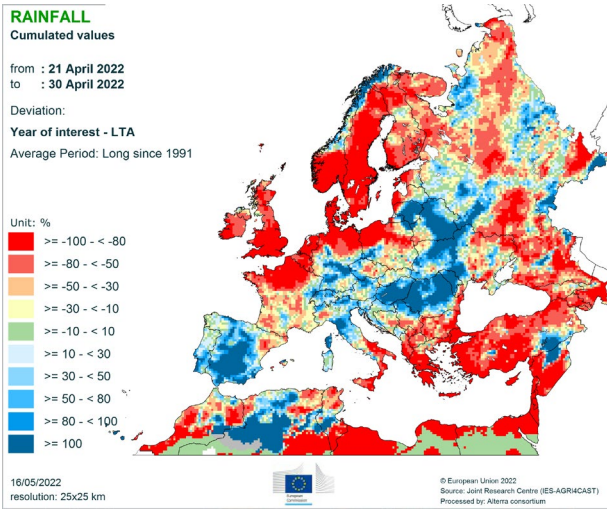 RAINFALL
Cumulated values
from : 21 April 2022
to : 30 April 2022
Deviation:
Year of interest - LTA
Average Period: Long since 1991
Unit: %
>= -100 - < -80
>= -80 - < -50
>= -50 - < -30
>= -30 - < -10
>= -10 - < 10
>= 10 - < 30
>= 30 - < 50
>= 50 - < 80
>= 80 - < 100
>= 100
16/05/2022
resolution: 25x25 km
European
Commission
© European Union 2022
Source: Joint Research Centre (IES-AGRI4CAST)
Processed by: Alterra consortium